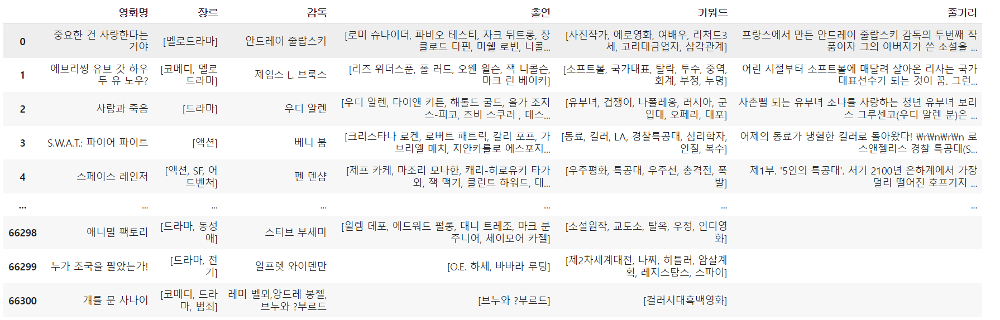 영화명 장르 감독 출연 키워드 줄거리
0 중요한 건 사랑한다는 거야 [멜로드라마] 안드레이 줄랍스키 [로미 슈나이더, 파비오 테스티, 자크 뒤트롱, 장 클로드 다핀, 미쉘 로빈, 니콜... [사진작가, 에로영화, 여배우, 리처드3세, 고리대금업자, 삼각관계] 프랑스에서 만든 안드레이 줄랍스키 감독의 두번째 작품이자 그의 아버지가 쓴 소설을 ...
1 에브리씽 유브 갓 하우 두 유 노우? [코메디, 멜로드라마] 제임스 L. 브룩스 [리즈 위더스푼, 폴 러드, 오웬 윌슨, 잭 니콜슨, 마크 린 베이커] [소프트볼, 국가대표, 탈락, 투수, 중역, 회계, 부정, 누명] 어린 시절부터 소프트볼에 매달려 살아온 리사는 국가대표선수가 되는 것이 꿈. 그런...
2 사랑과 죽음 [드라마] 우디 알렌 [우디 알렌, 다이앤 키튼, 해롤드 굴드, 올가 조지스-피코, 즈비 스쿠러 , 데스... [유부녀, 겁쟁이, 나폴레옹, 러시아, 군입대, 오페라, 대포] 사촌뻘 되는 유부녀 소냐를 사랑하는 청년 유부녀 보리스 그루센코(우디 알렌 분)은 ...
3 S.W.A.T.: 파이어 파이트 [액션] 베니 붐 [크리스타나 로켄, 로버트 패트릭, 칼리 포프, 가브리엘 매치, 지안카를로 에스포지... [동료, 킬러, LA, 경찰특공대, 심리학자, 인질, 복수] 어제의 동료가 냉혈한 킬러로 돌아왔다! ₩r₩n₩r₩n 로스앤젤리스 경찰 특공대(S...
4 스페이스 레인저 [액션, SF, 어드벤처] 펜 덴샴 [제프 카케, 마조리 모나한, 캐리-히로유키 타가와, 잭 맥기, 클린트 하워드, 대... [우주평화, 특공대, 우주선, 총격전, 폭발] 제1부. '5인의 특공대'. 서기 2100년 은하계에서 가장 멀리 떨어진 호프기지 ...
... ... ... ... ... ... ...
66298 애니멀 팩토리 [드라마, 동성애] 스티브 부세미 [윌렘 데포, 에드워드 펄롱, 대니 트레조, 마크 분 주니어, 세이모어 카젤] [소설원작, 교도소, 탈옥, 우정, 인디영화]
66299 누가 조국을 팔았는가! [드라마, 전기] 알프렛 와이덴만 [O.E. 하세, 바바라 루팅] [제2차세계대전, 나찌, 히틀러, 암살계획, 레지스탕스, 스파이]
66300 개를 문 사나이 [코메디, 드라마, 범죄] 레미 벨뫼,앙드레 봉젤,브누와 ?부르드 [브누와 ?부르드] [컬러시대흑백영화]